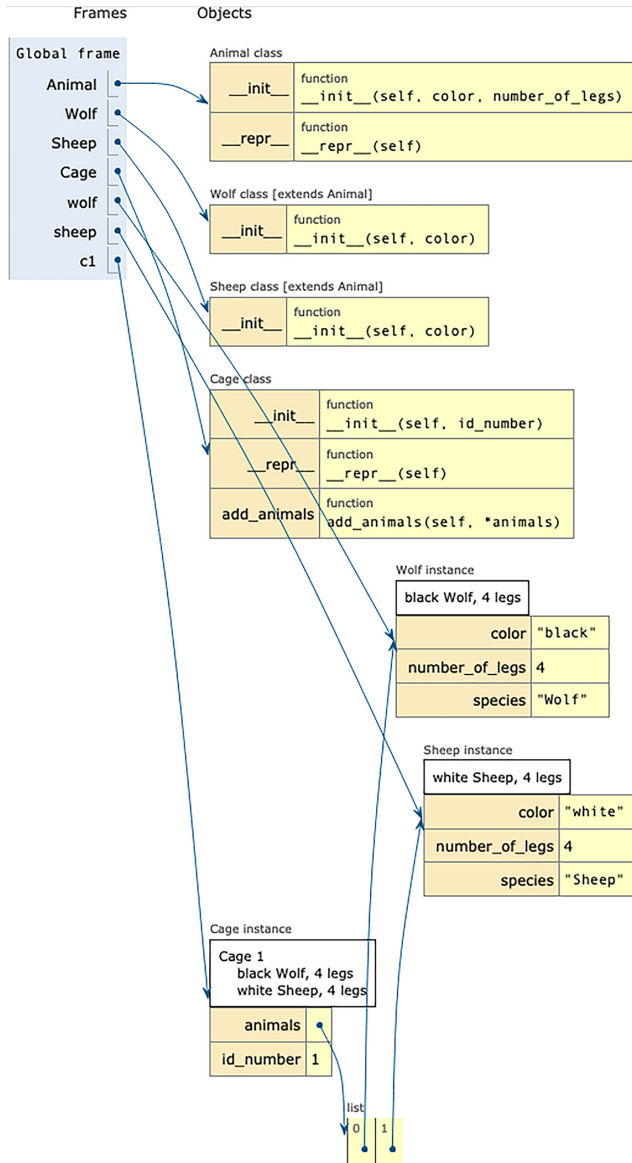 Frames Objects
Global frame
Animal
Wolf
Sheep
Cage
wolf
sheep
c1
Animal class
__init__ function
__init__(self, color, number_of_legs)
__repr__ function
__repr__(self)
Wolf class [extends Animal]
__init__ function
__init__(self, color)
Sheep class [extends Animal]
__init__ function
__init__(self, color)
Cage class
__init__ function
__init__(self, id_number)
__repr__ function
__repr__(self)
add_animals function
add_animals(self, *animals)
Wolf instance
black Wolf, 4 legs
color "black"
number_of_legs 4
species "Wolf"
Sheep instance
white Sheep, 4 legs
color "white"
number_of_legs 4
species "Sheep"
Cage instance
Cage 1
black Wolf, 4 legs
white Sheep, 4 legs
animals
id_number 1
list
0 1